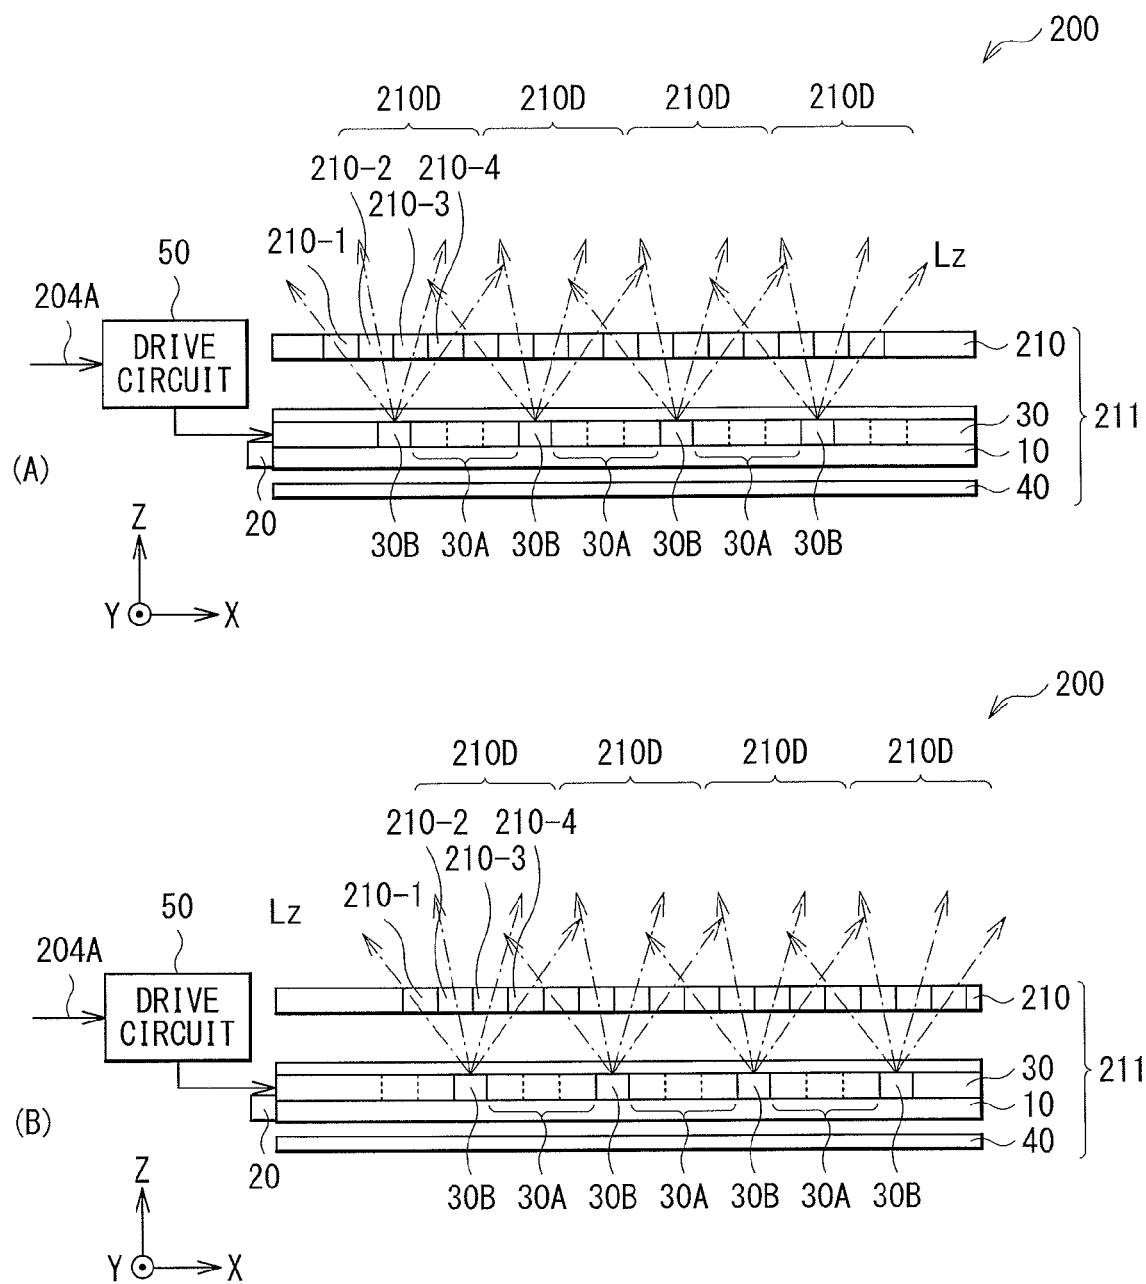 200
210D 210D 210D 210D
210-2 210-4
210-3
210-1
50
Lz
204A
DRIVE
CIRCUIT
210
30
211
10
(A)
40
20
30B 30A 30B 30A 30B 30A 30B
Z
Y X
200
210D 210D 210D 210D
210-2 210-4
210-3
210-1
50
Lz
204A
DRIVE
CIRCUIT
210
30
211
10
(B)
40
20
30B 30A 30B 30A 30B 30A 30B
Z
Y X